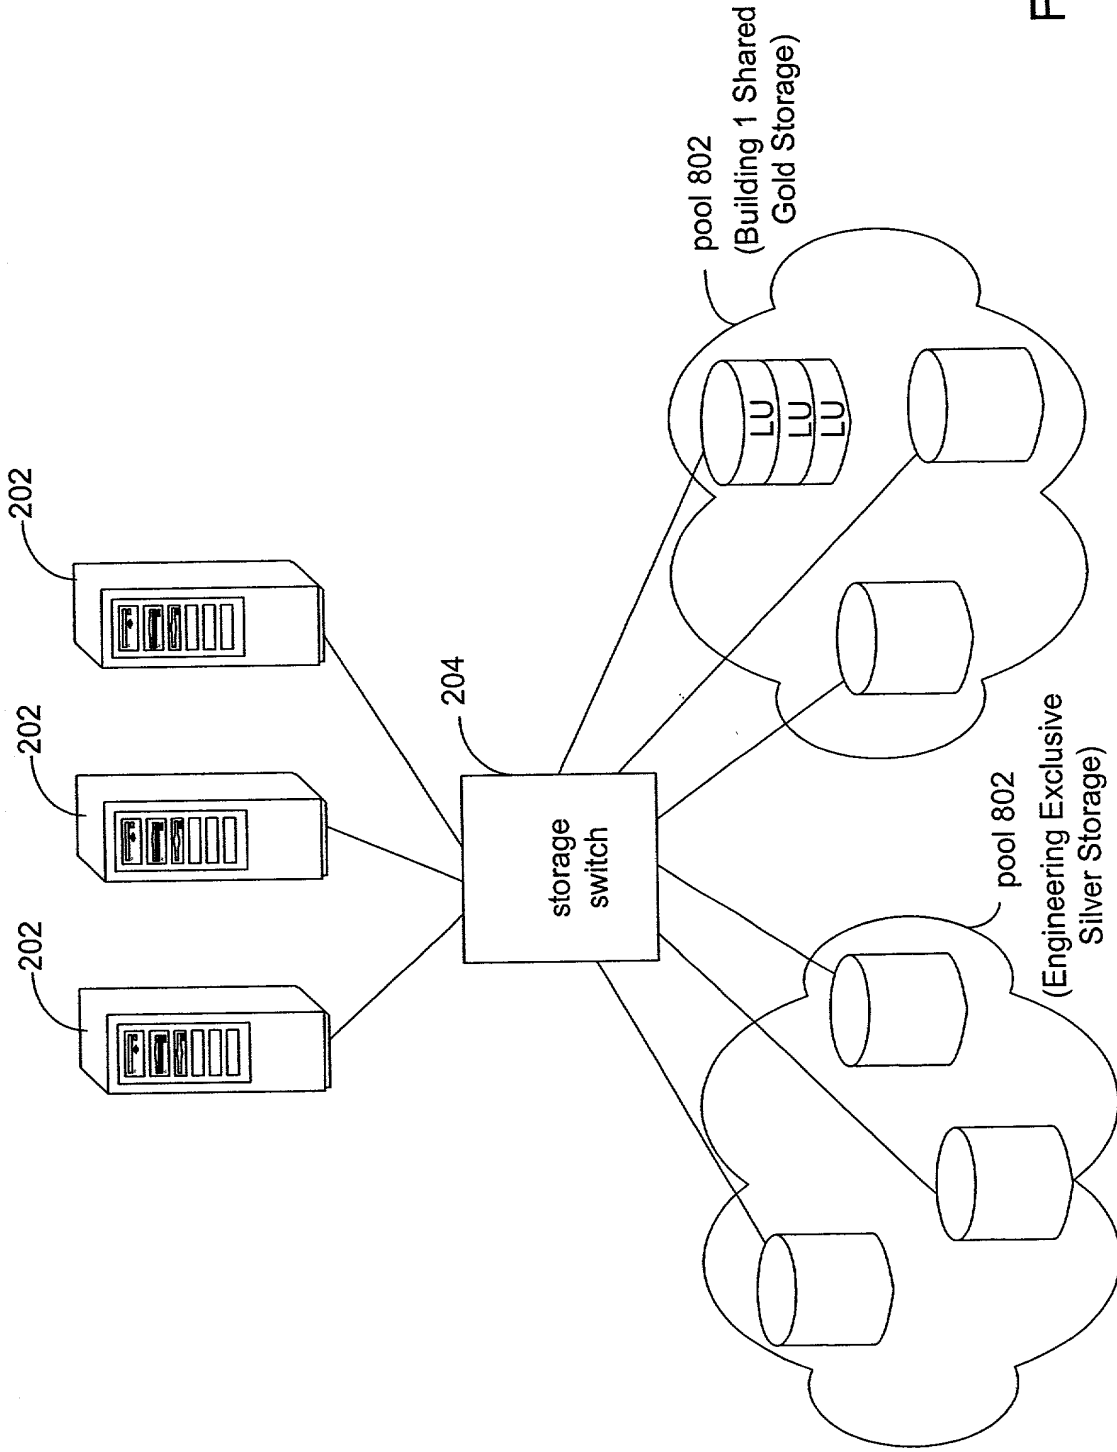 202
202
202
204
storage
switch
pool 802
(Building 1 Shared
Gold Storage)
LU
LU
LU
pool 802
(Engineering Exclusive
Silver Storage)
F